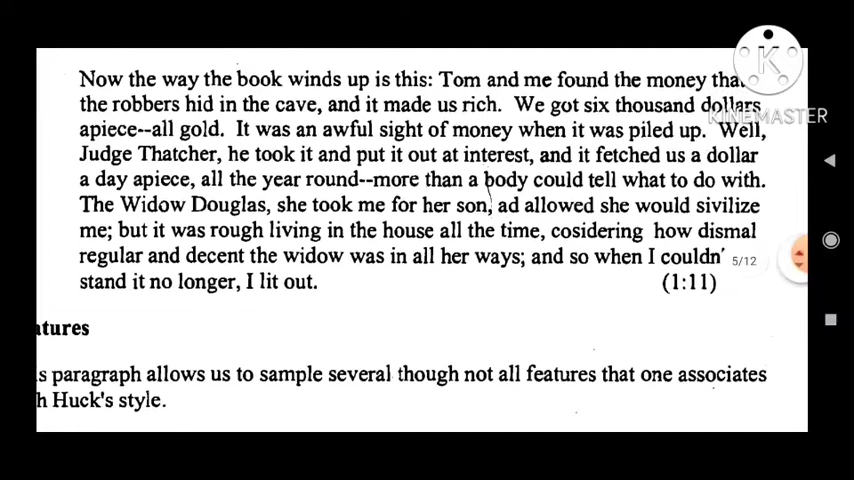 Now the way the book winds up is this: Tom and me found the money tha
the robbers hid in the cave, and it made us rich. We got six thousand dollars
apiece--all gold. It was an awful sight of money when it was piled up. Well,
Judge Thatcher, he took it and put it out at interest, and it fetched us a dollar
a day apiece, all the year round--more than a body could tell what to do with.
The Widow Douglas, she took me for her son, ad allowed she would sivilize
me; but it was rough living in the house all the time, cosidering how dismal
regular and decent the widow was in all her ways; and so when I couldn'
stand it no longer, I lit out. (1:11)
atures
s paragraph allows us to sample several though not all features that one associates
h Huck's style.
K
KINEMASTER
5/12